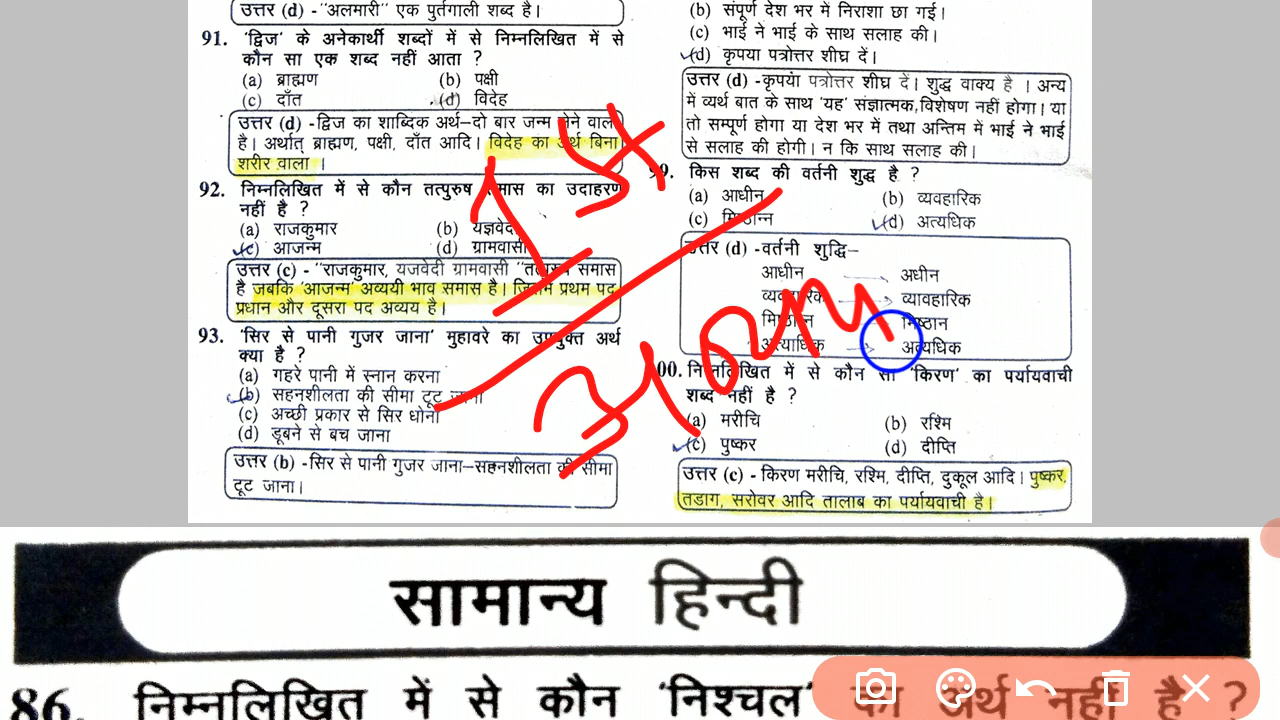 उत्तर (d) -"अलमारी" एक पुर्तगाली शब्द है।
91. 'द्विज' के अनेकार्थी शब्दों में से निम्नलिखित में से
कौन सा एक शब्द नहीं आता ?
(a) ब्राह्मण (b) पक्षी
(c) दाँत (d) विदेह
उत्तर (d) -द्विज का शाब्दिक अर्थ–दो बार जन्म लेने वाला
है। अर्थात् ब्राह्मण, पक्षी, दाँत आदि। विदेह का अर्थ बिना
शरीर वाला ।
92. निम्नलिखित में से कौन तत्पुरुष समास का उदाहरण
नहीं है ?
(a) राजकुमार (b) यज्ञवेदी
(c) आजन्म (d) ग्रामवासी
उत्तर (c) - "राजकुमार, यजवेदी ग्रामवासी "तत्पुरुष समास
है जबकि 'आजन्म' अव्ययी भाव समास है। जिसमें प्रथम पद
प्रधान और दूसरा पद अव्यय है।
93. 'सिर से पानी गुजर जाना' मुहावरे का उपयुक्त अर्थ
क्या है ?
(a) गहरे पानी में स्नान करना
(b) सहनशीलता की सीमा टूट जाना
(c) अच्छी प्रकार से सिर धोना
(d) डूबने से बच जाना
उत्तर (b) -सिर से पानी गुजर जाना–सहनशीलता की सीमा
टूट जाना।
(b) संपूर्ण देश भर में निराशा छा गई।
(c) भाई ने भाई के साथ सलाह की।
(d) कृपया पत्रोत्तर शीघ्र दें।
उत्तर (d) -कृपया पत्रोत्तर शीघ्र दें। शुद्ध वाक्य है । अन्य
में व्यर्थ बात के साथ 'यह' संज्ञात्मक,विशेषण नहीं होगा। या
तो सम्पूर्ण होगा या देश भर में तथा अन्तिम में भाई ने भाई
से सलाह की होगी। न कि साथ सलाह की।
99. किस शब्द की वर्तनी शुद्ध है ?
(a) आधीन (b) व्यवहारिक
(c) मिष्ठान्न (d) अत्यधिक
उत्तर (d) -वर्तनी शुद्धि–
आधीन अधीन
व्यवहारिक व्यावहारिक
मिष्ठान्न मिष्ठान
अत्याधिक अत्यधिक
100. निम्नलिखित में से कौन सा 'किरण' का पर्यायवाची
शब्द नहीं है ?
(a) मरीचि (b) रश्मि
(c) पुष्कर (d) दीप्ति
उत्तर (c) - किरण मरीचि, रश्मि, दीप्ति, दुकूल आदि। पुष्कर,
तडाग, सरोवर आदि तालाब का पर्यायवाची है।
सामान्य हिन्दी
86. निम्नलिखित में से कौन 'निश्चल' का अर्थ नहीं है ?